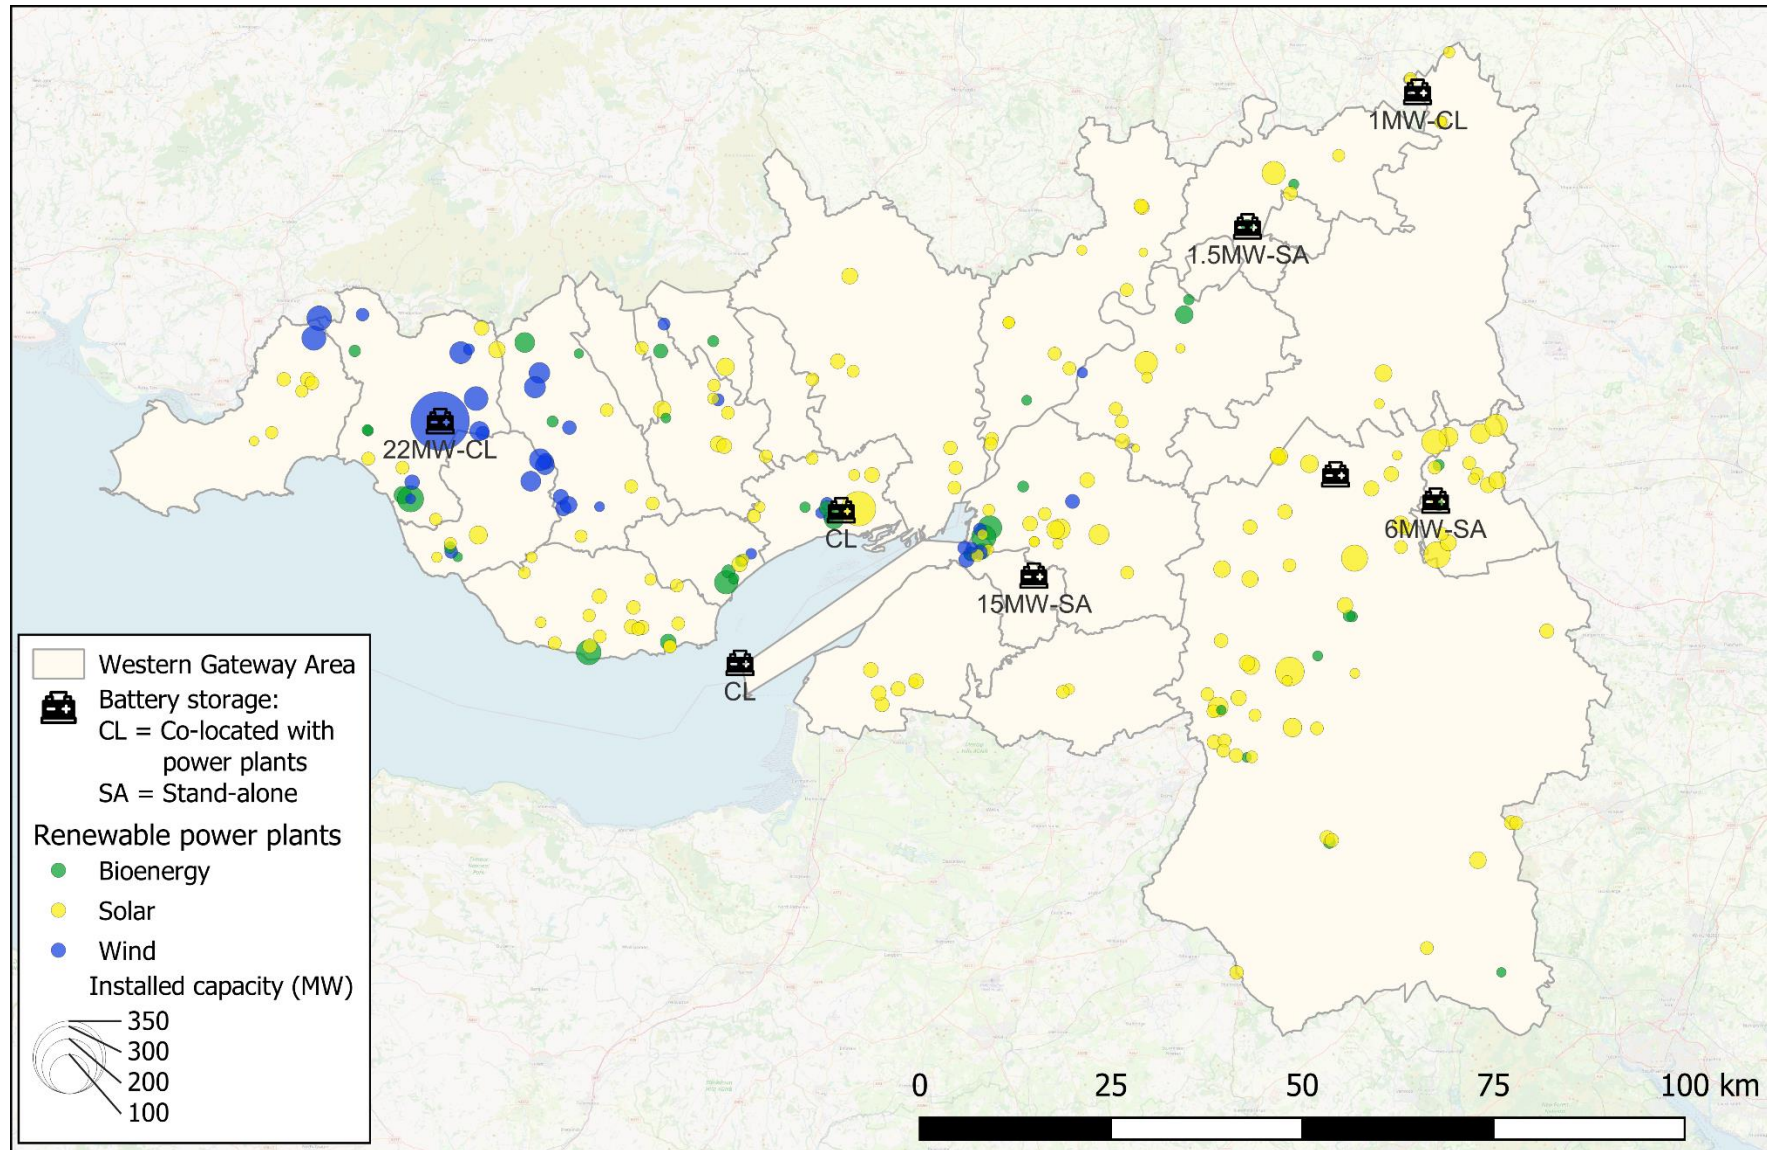 1MW-CL
1.5MW-SA
22MW-CL
CL
6MW-SA
15MW-SA
CL
Western Gateway Area
Battery storage:
CL = Co-located with
power plants
SA = Stand-alone
Renewable power plants
Bioenergy
Solar
Wind
Installed capacity (MW)
350
300
200
100
0 25 50 75 100 km